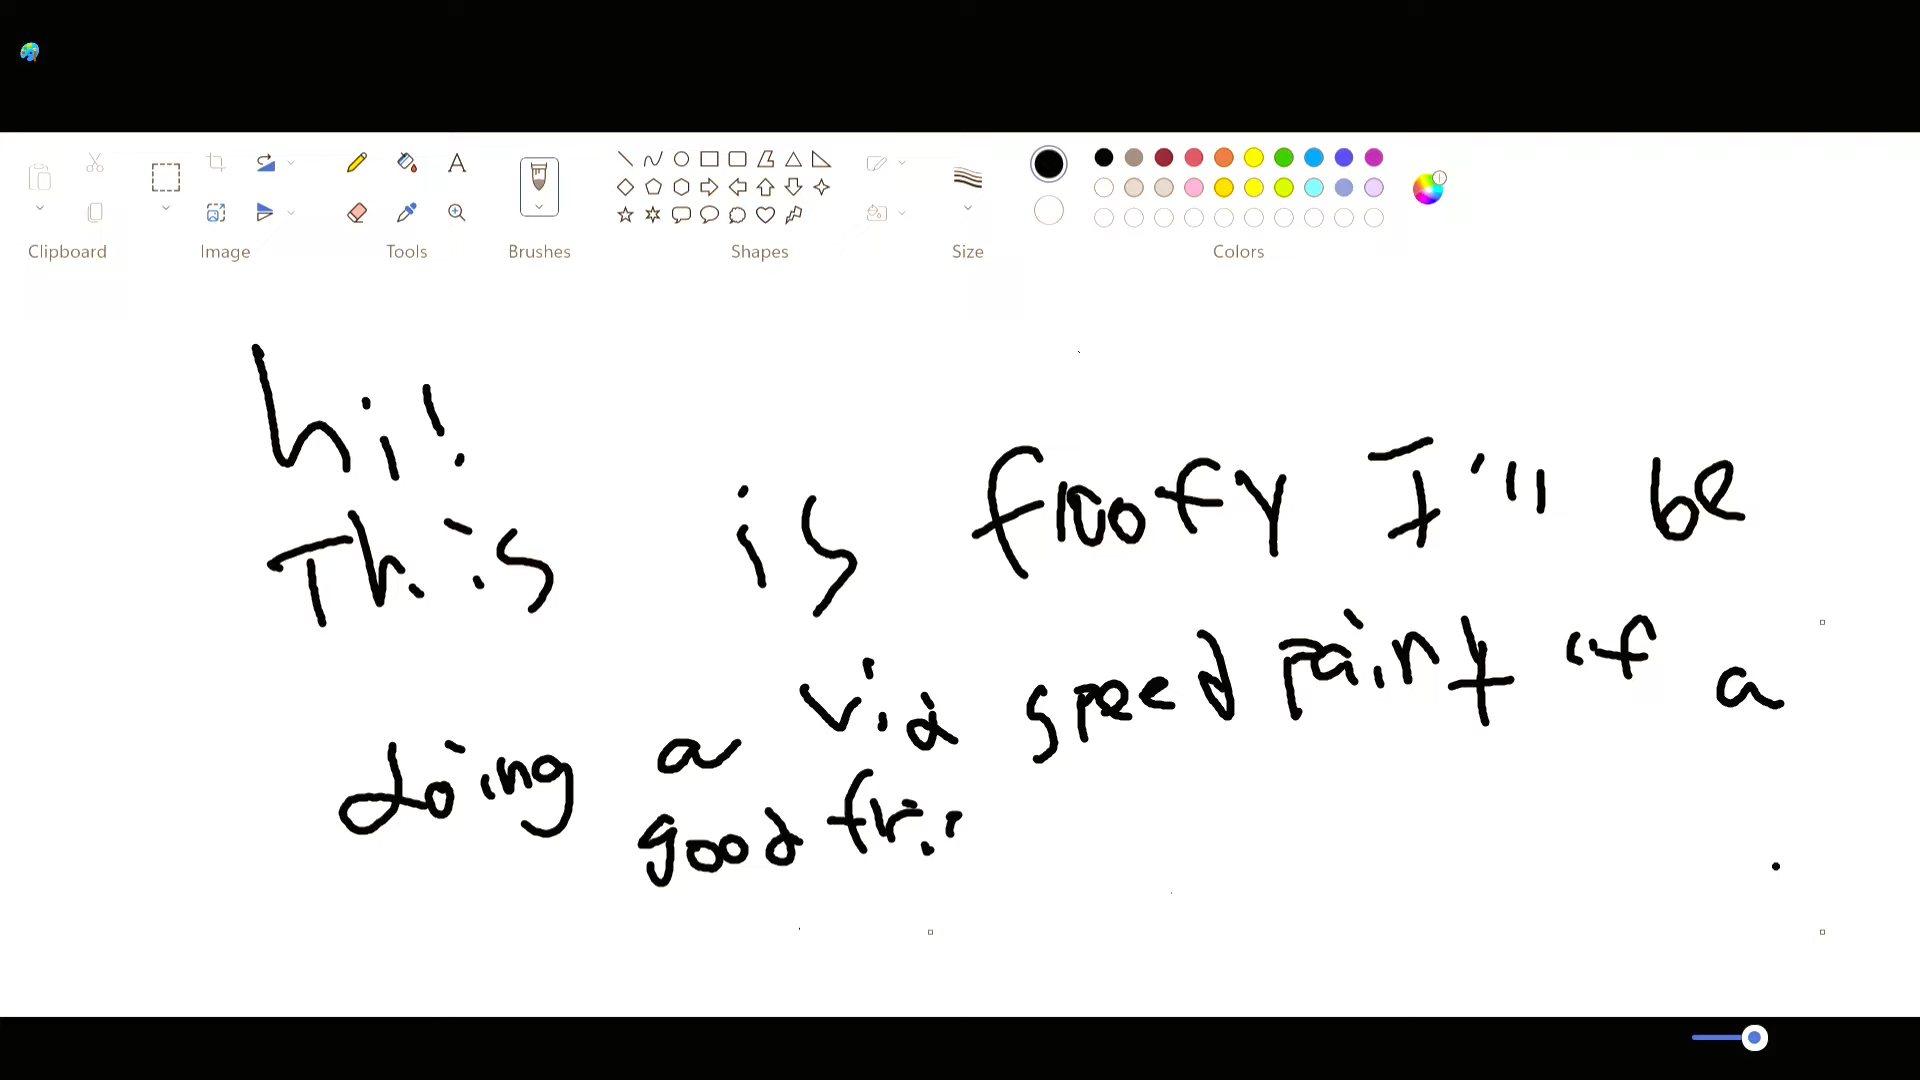 Clipboard Image Tools Brushes Shapes Size Colors
hi!
This is floofy I'll be
doing a vid speed paint of a
good fri